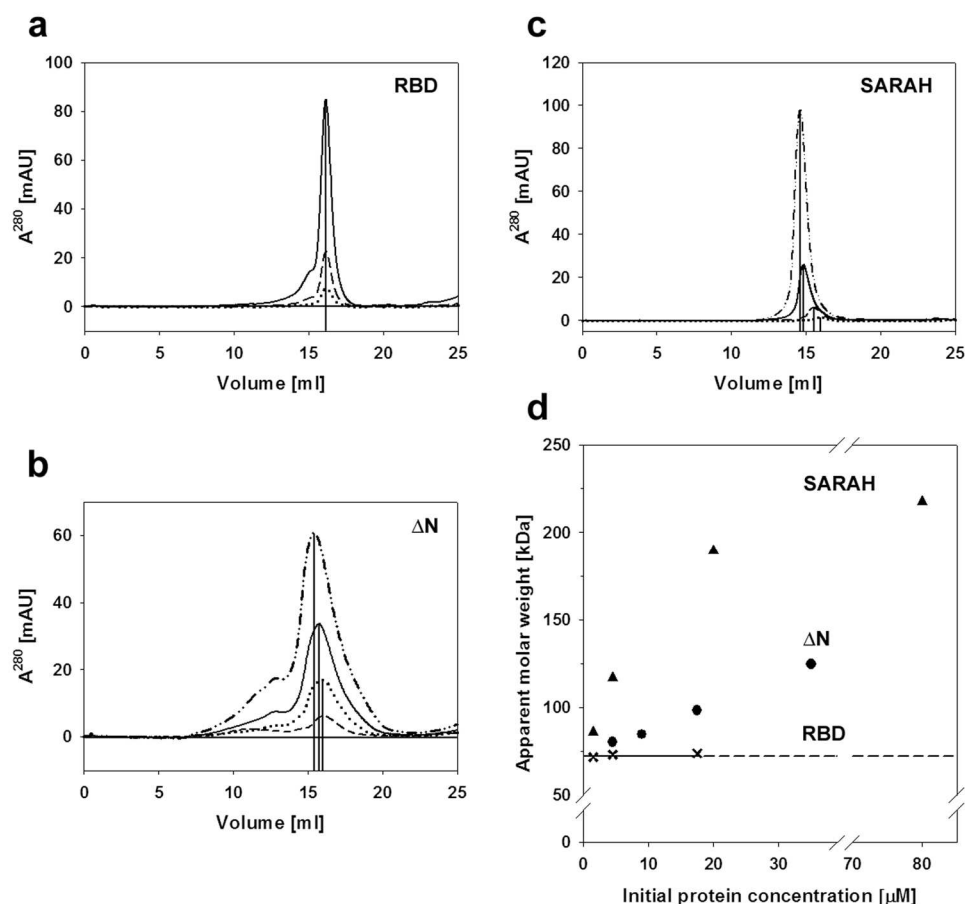 a
RBD
100
80
60
40
20
0
A²⁸⁰ [mAU]
0 5 10 15 20 25
Volume [ml]
c
SARAH
120
100
80
60
40
20
0
A²⁸⁰ [mAU]
0 5 10 15 20 25
Volume [ml]
b
ΔN
60
40
20
0
A²⁸⁰ [mAU]
0 5 10 15 20 25
Volume [ml]
d
250
200
150
100
50
0
Apparent molar weight [kDa]
SARAH
ΔN
RBD
0 10 20 30 70 80
Initial protein concentration [µM]